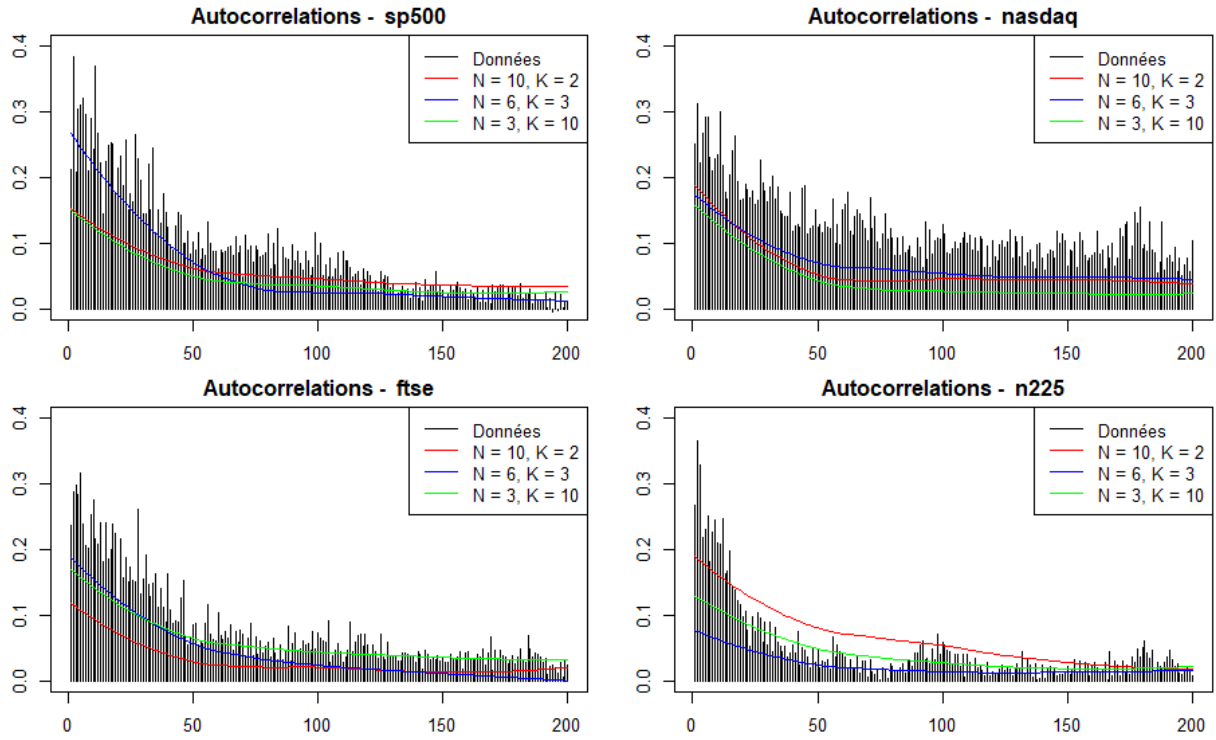 Autocorrelations - sp500
0.4
0.3
0.2
0.1
0.0
Données
N = 10, K = 2
N = 6, K = 3
N = 3, K = 10
0 50 100 150 200
Autocorrelations - nasdaq
0.4
0.3
0.2
0.1
0.0
Données
N = 10, K = 2
N = 6, K = 3
N = 3, K = 10
0 50 100 150 200
Autocorrelations - ftse
0.4
0.3
0.2
0.1
0.0
Données
N = 10, K = 2
N = 6, K = 3
N = 3, K = 10
0 50 100 150 200
Autocorrelations - n225
0.4
0.3
0.2
0.1
0.0
Données
N = 10, K = 2
N = 6, K = 3
N = 3, K = 10
0 50 100 150 200